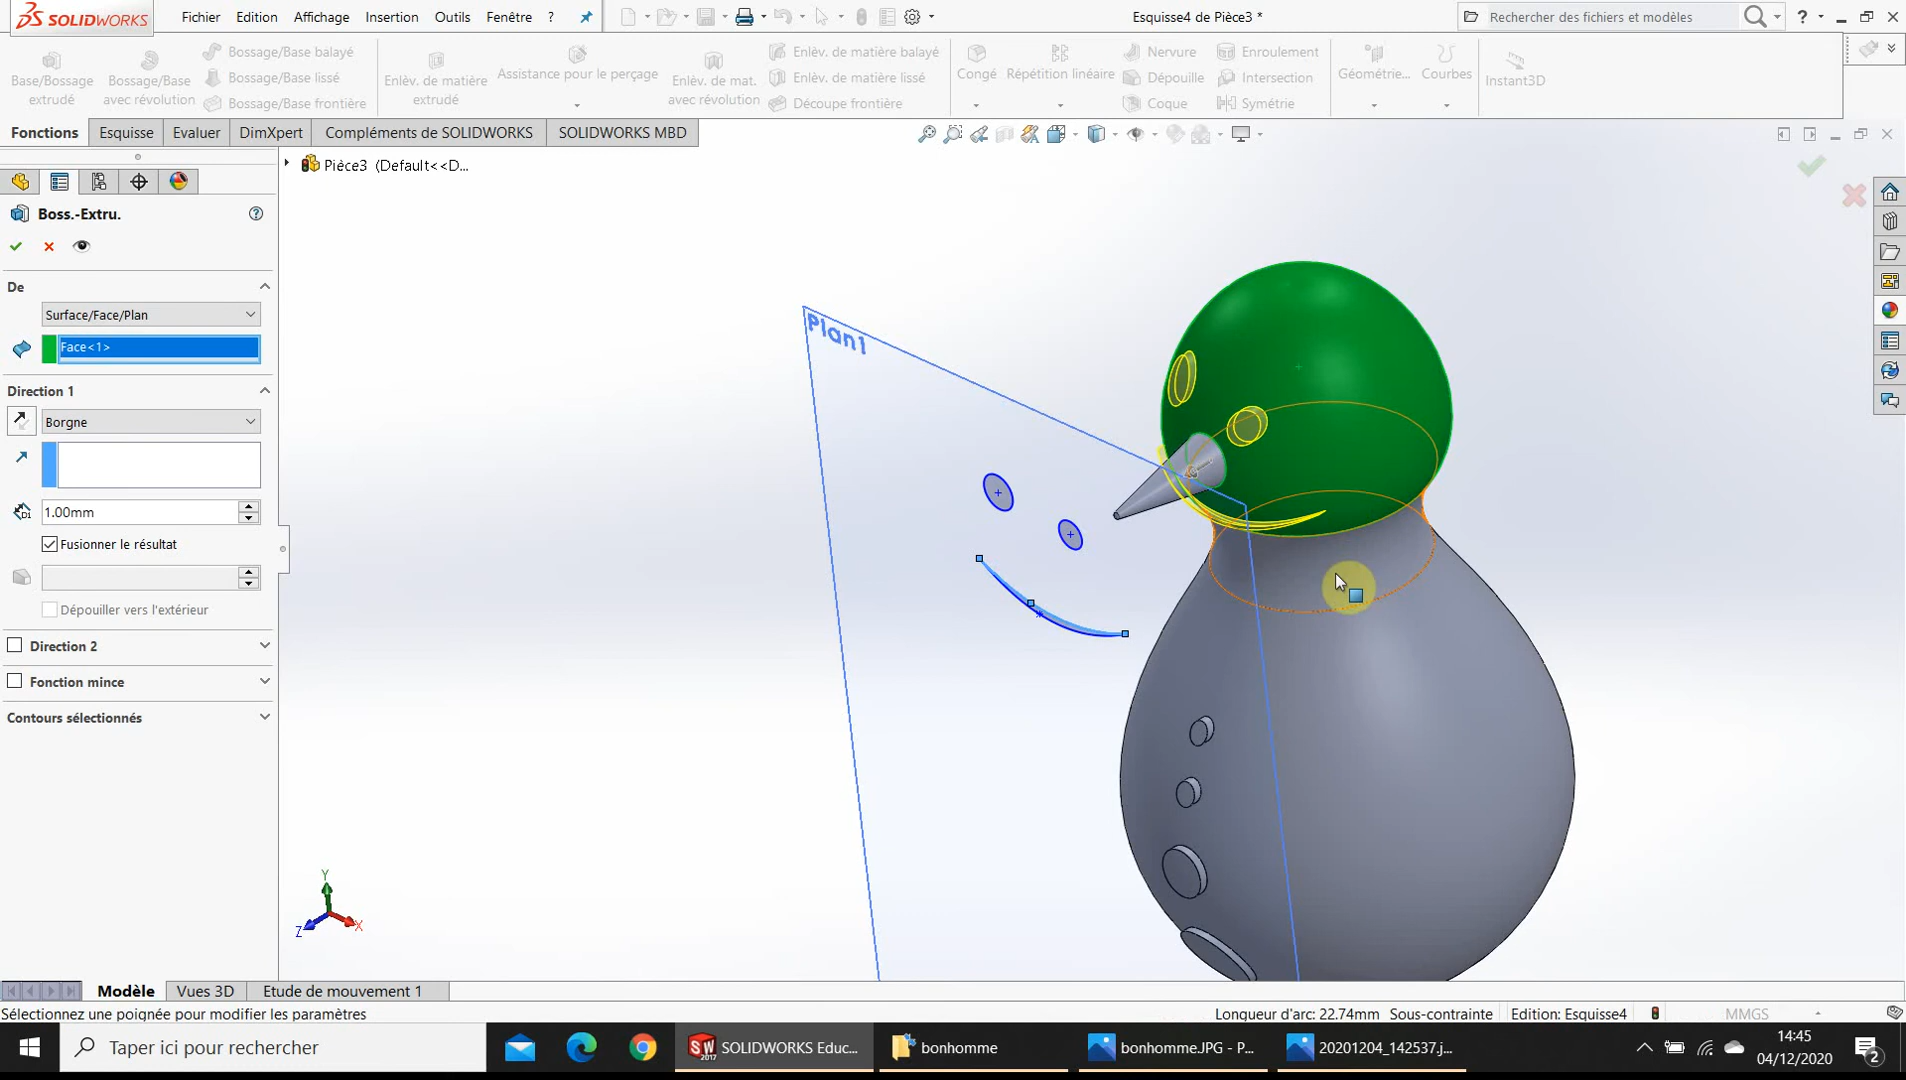 SOLIDWORKS
Fichier Edition Affichage Insertion Outils Fenêtre ?
Esquisse4 de Pièce3 *
Rechercher des fichiers et modèles
Base/Bossage extrudé
Bossage/Base avec révolution
Bossage/Base balayé
Bossage/Base lissé
Bossage/Base frontière
Enlèv. de matière extrudé
Assistance pour le perçage
Enlèv. de mat. avec révolution
Enlèv. de matière balayé
Enlèv. de matière lissé
Découpe frontière
Congé
Répétition linéaire
Nervure
Dépouille
Coque
Enroulement
Intersection
Symétrie
Géométrie...
Courbes
Instant3D
Fonctions Esquisse Evaluer DimXpert Compléments de SOLIDWORKS SOLIDWORKS MBD
Pièce3 (Default<<D...
Boss.-Extru.
De
Surface/Face/Plan
Face<1>
Direction 1
Borgne
1.00mm
Fusionner le résultat
Dépouiller vers l'extérieur
Direction 2
Fonction mince
Contours sélectionnés
Plan1
Y
Z
X
Modèle Vues 3D Etude de mouvement 1
Sélectionnez une poignée pour modifier les paramètres
Longueur d'arc: 22.74mm Sous-contrainte Edition: Esquisse4 MMGS
Taper ici pour rechercher
SW 2017
SOLIDWORKS Educ...
bonhomme
bonhomme.JPG - P...
20201204_142537.j...
14:45
04/12/2020
2